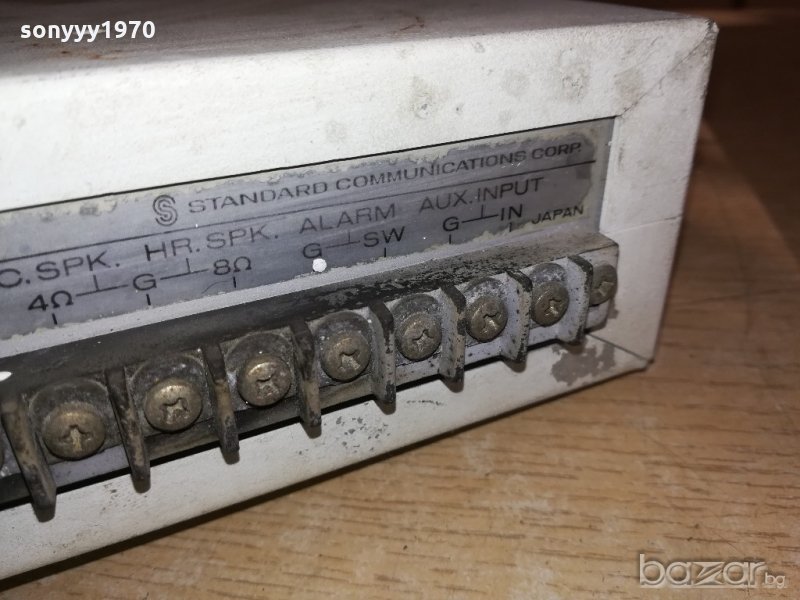 sonyyy1970
S STANDARD COMMUNICATIONS CORP.
C.SPK. HR.SPK. ALARM AUX.INPUT
4Ω G 8Ω G SW G IN JAPAN
bazar.bg